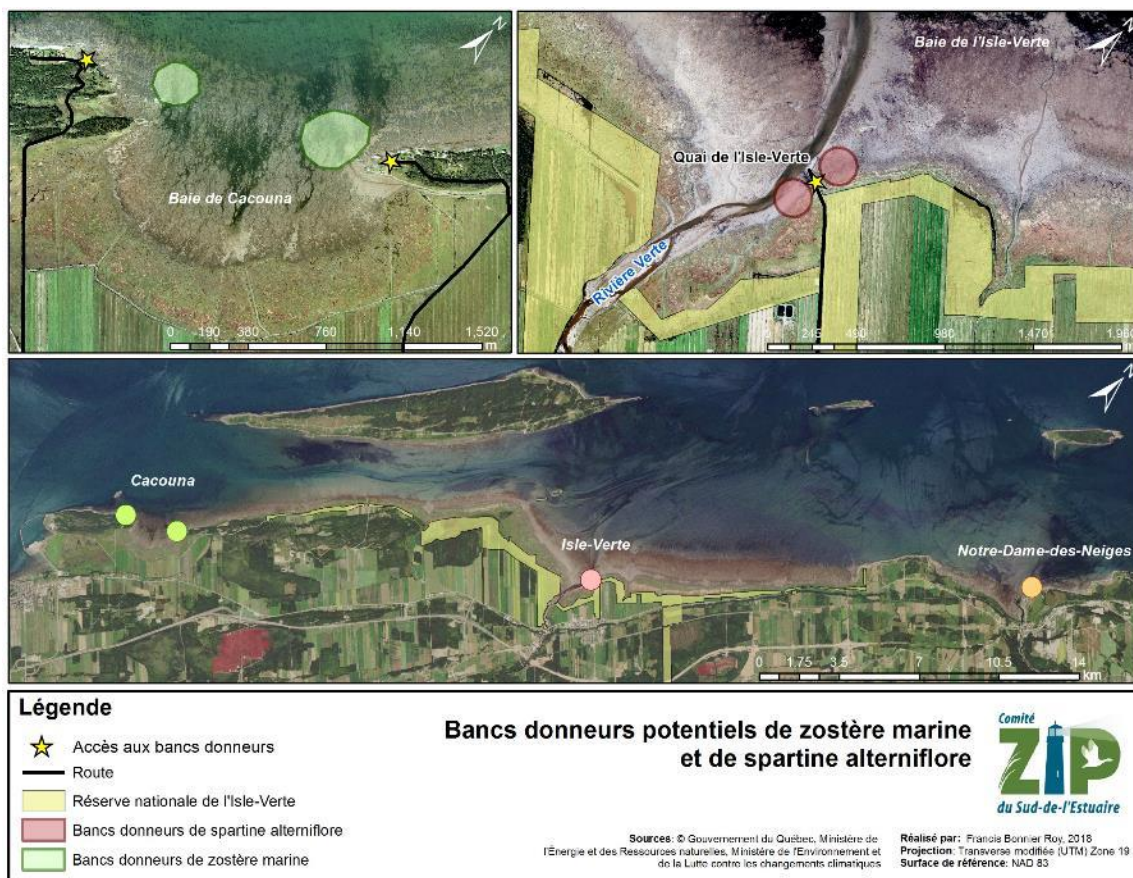 N
Baie de Cacouna
0 190 380 760 1,140 1,520
m
N
Baie de l'Isle-Verte
Quai de l'Isle-Verte
Rivière Verte
0 245 490 980 1,470 1,960
m
N
Cacouna
Isle-Verte
Notre-Dame-des-Neiges
0 1.75 3.5 7 10.5 14
km
Légende
Accès aux bancs donneurs
Route
Réserve nationale de l'Isle-Verte
Bancs donneurs de spartine alterniflore
Bancs donneurs de zostère marine
Bancs donneurs potentiels de zostère marine
et de spartine alterniflore
Comité
ZIP
du Sud-de-l'Estuaire
Sources: © Gouvernement du Québec, Ministère de
l'Énergie et des Ressources naturelles, Ministère de l'Environnement et
de la Lutte contre les changements climatiques
Réalisé par: Francis Bonnier Roy, 2018
Projection: Transverse modifiée (UTM) Zone 19
Surface de référence: NAD 83